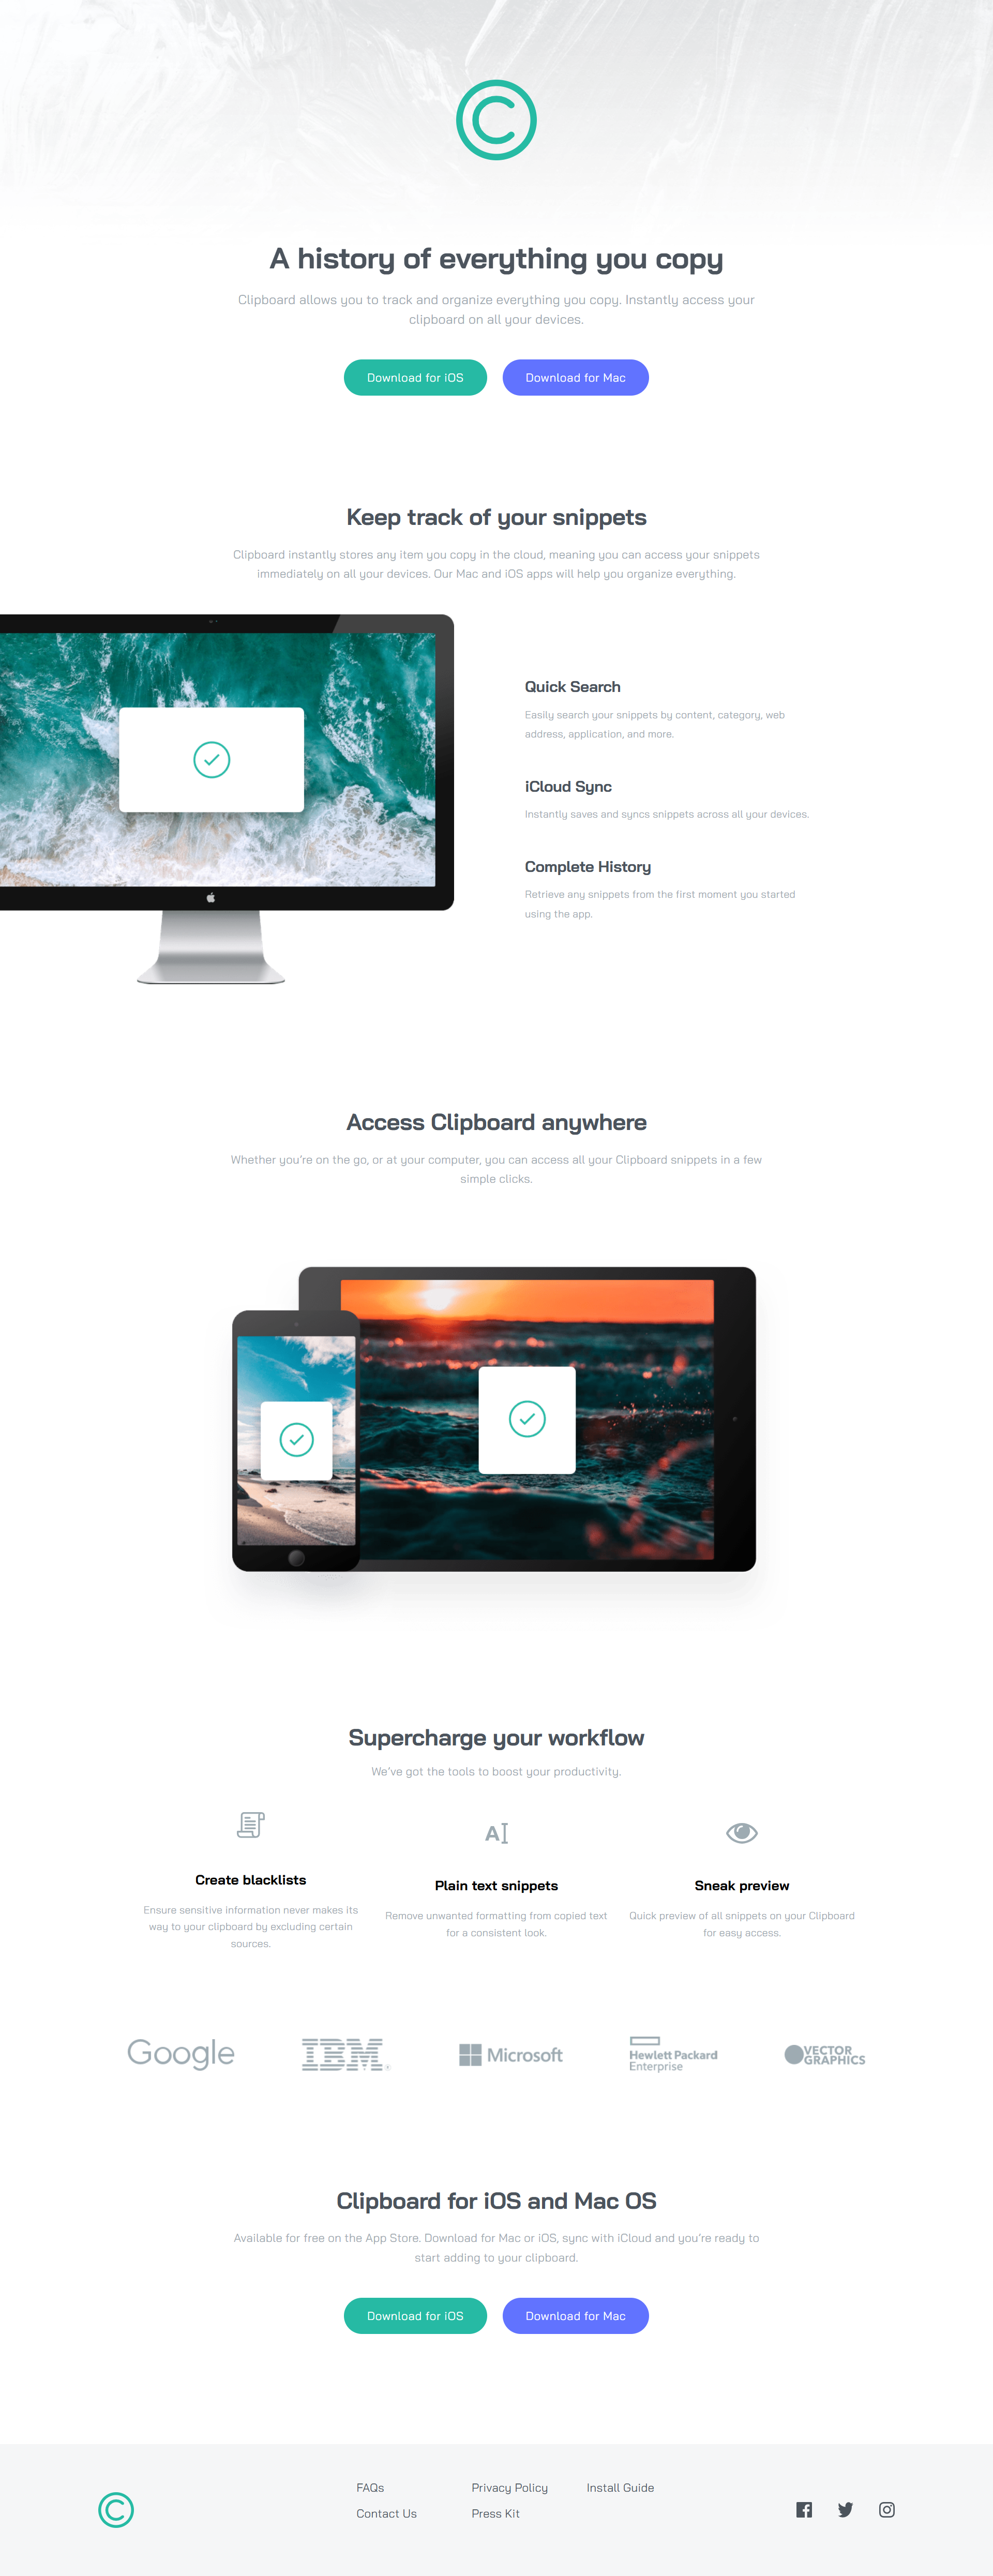 A history of everything you copy
Clipboard allows you to track and organize everything you copy. Instantly access your
clipboard on all your devices.
Download for iOS
Download for Mac
Keep track of your snippets
Clipboard instantly stores any item you copy in the cloud, meaning you can access your snippets
immediately on all your devices. Our Mac and iOS apps will help you organize everything.
Quick Search
Easily search your snippets by content, category, web
address, application, and more.
iCloud Sync
Instantly saves and syncs snippets across all your devices.
Complete History
Retrieve any snippets from the first moment you started
using the app.
Access Clipboard anywhere
Whether you’re on the go, or at your computer, you can access all your Clipboard snippets in a few
simple clicks.
Supercharge your workflow
We’ve got the tools to boost your productivity.
A
Create blacklists
Ensure sensitive information never makes its
way to your clipboard by excluding certain
sources.
Plain text snippets
Remove unwanted formatting from copied text
for a consistent look.
Sneak preview
Quick preview of all snippets on your Clipboard
for easy access.
Google
IBM
Microsoft
Hewlett Packard
Enterprise
VECTOR
GRAPHICS
Clipboard for iOS and Mac OS
Available for free on the App Store. Download for Mac or iOS, sync with iCloud and you’re ready to
start adding to your clipboard.
Download for iOS
Download for Mac
FAQs
Contact Us
Privacy Policy
Press Kit
Install Guide